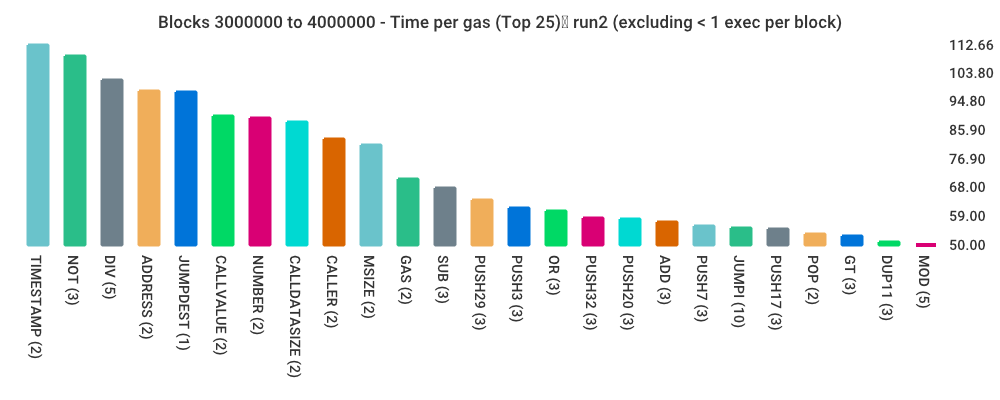 Blocks 3000000 to 4000000 - Time per gas (Top 25)▯ run2 (excluding < 1 exec per block)
112.66
103.80
94.80
85.90
76.90
68.00
59.00
50.00
TIMESTAMP (2)
NOT (3)
DIV (5)
ADDRESS (2)
JUMPDEST (1)
CALLVALUE (2)
NUMBER (2)
CALLDATASIZE (2)
CALLER (2)
MSIZE (2)
GAS (2)
SUB (3)
PUSH29 (3)
PUSH3 (3)
OR (3)
PUSH32 (3)
PUSH20 (3)
ADD (3)
PUSH7 (3)
JUMPI (10)
PUSH17 (3)
POP (2)
GT (3)
DUP11 (3)
MOD (5)